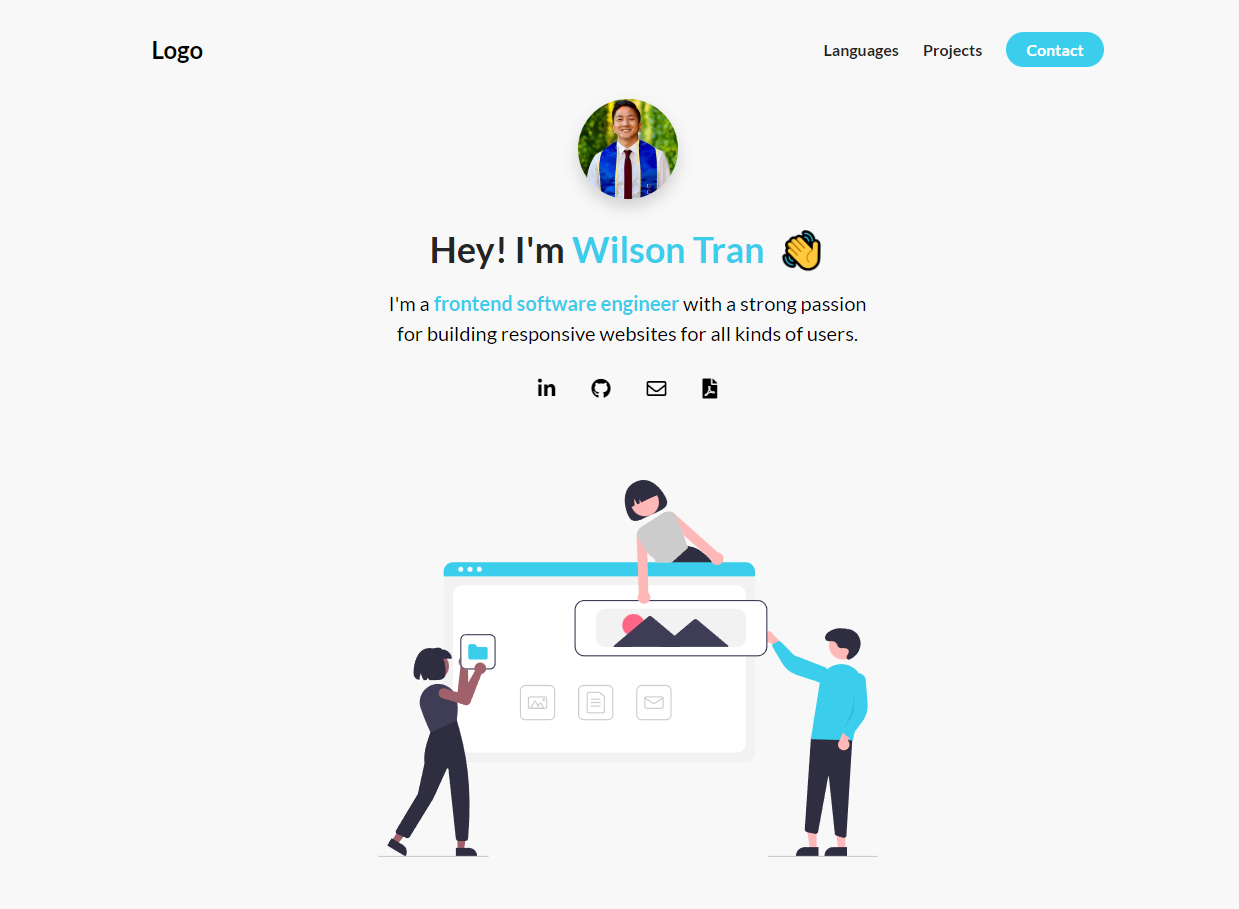 Logo
Languages Projects Contact
Hey! I'm Wilson Tran 👋
I'm a frontend software engineer with a strong passion
for building responsive websites for all kinds of users.